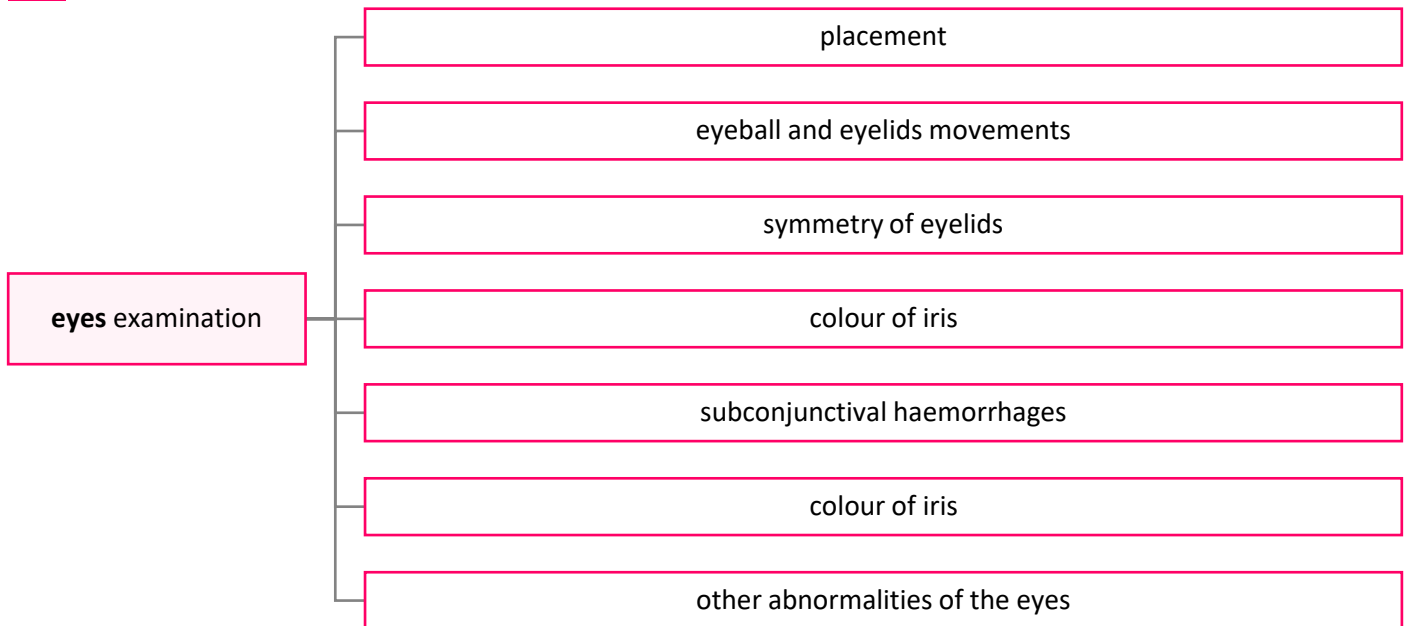 placement
eyeball and eyelids movements
symmetry of eyelids
eyes examination
colour of iris
subconjunctival haemorrhages
colour of iris
other abnormalities of the eyes